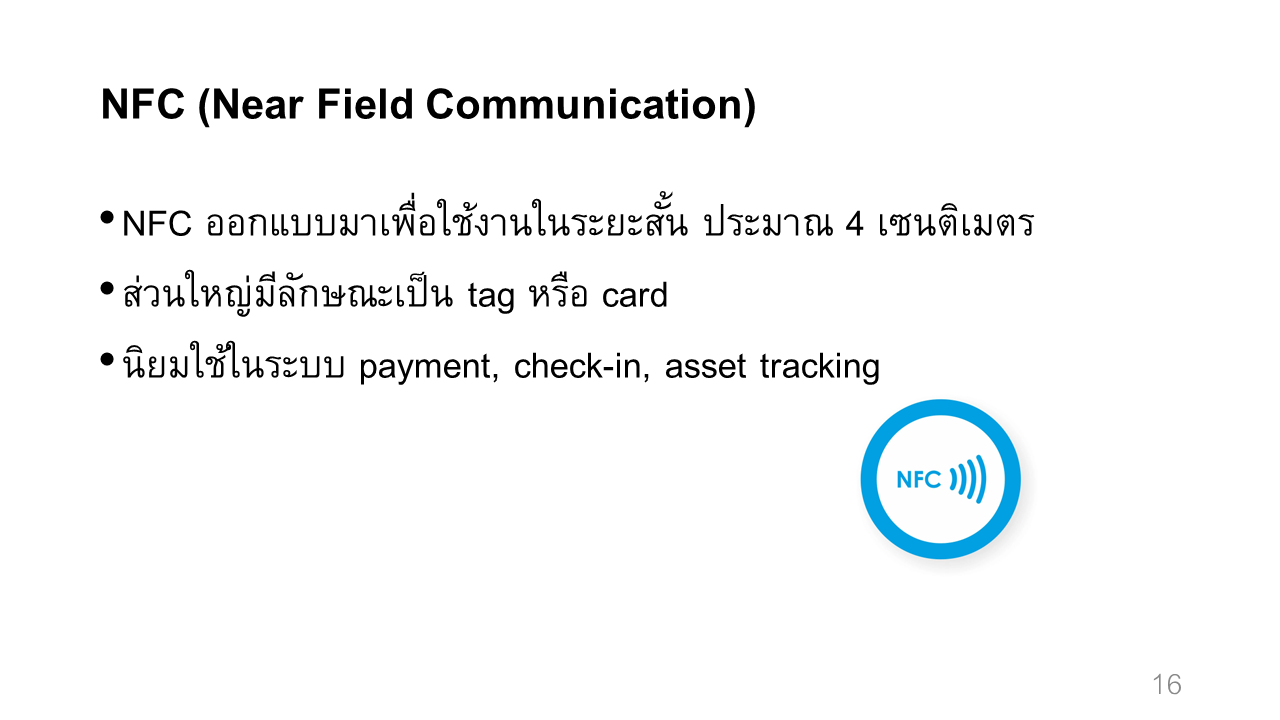 NFC (Near Field Communication)
•NFC ออกแบบมาเพื่อใช้งานในระยะสั้น ประมาณ 4 เซนติเมตร
•ส่วนใหญ่มีลักษณะเป็น tag หรือ card
•นิยมใช้ในระบบ payment, check-in, asset tracking
NFC
16